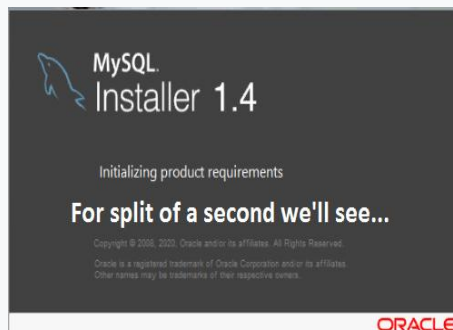 MySQL.
Installer 1.4
Initializing product requirements
For split of a second we'll see...
Copyright © 2006, 2020, Oracle and/or its affiliates. All Rights Reserved.
Oracle is a registered trademark of Oracle Corporation and/or its affiliates.
Other names may be trademarks of their respective owners.
ORACLE